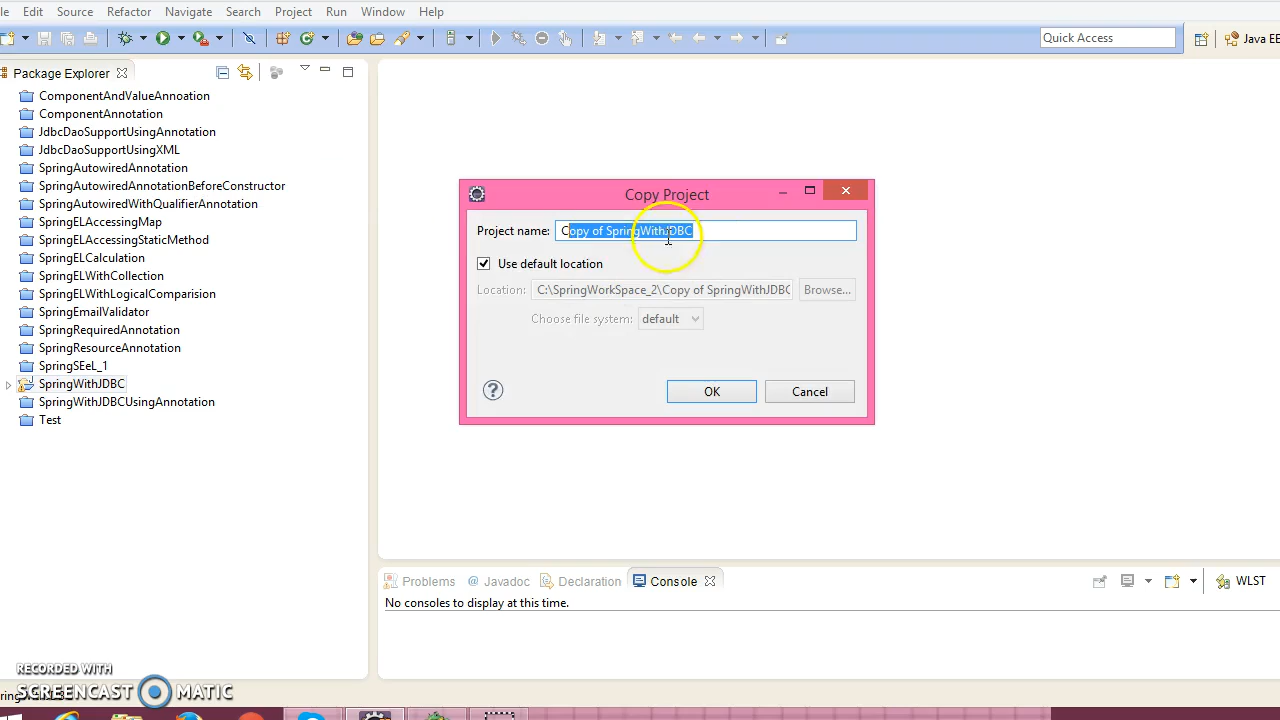 le Edit Source Refactor Navigate Search Project Run Window Help
Quick Access
Java EE
Package Explorer
ComponentAndValueAnnoation
ComponentAnnotation
JdbcDaoSupportUsingAnnotation
JdbcDaoSupportUsingXML
SpringAutowiredAnnotation
SpringAutowiredAnnotationBeforeConstructor
SpringAutowiredWithQualifierAnnotation
SpringELAccessingMap
SpringELAccessingStaticMethod
SpringELCalculation
SpringELWithCollection
SpringELWithLogicalComparision
SpringEmailValidator
SpringRequiredAnnotation
SpringResourceAnnotation
SpringSEeL_1
SpringWithJDBC
SpringWithJDBCUsingAnnotation
Test
Copy Project
Project name: Copy of SpringWithJDBC
Use default location
Location: C:\SpringWorkSpace_2\Copy of SpringWithJDBC Browse...
Choose file system: default
OK Cancel
Problems @ Javadoc Declaration Console
WLST
No consoles to display at this time.
RECORDED WITH
SCREENCAST MATIC